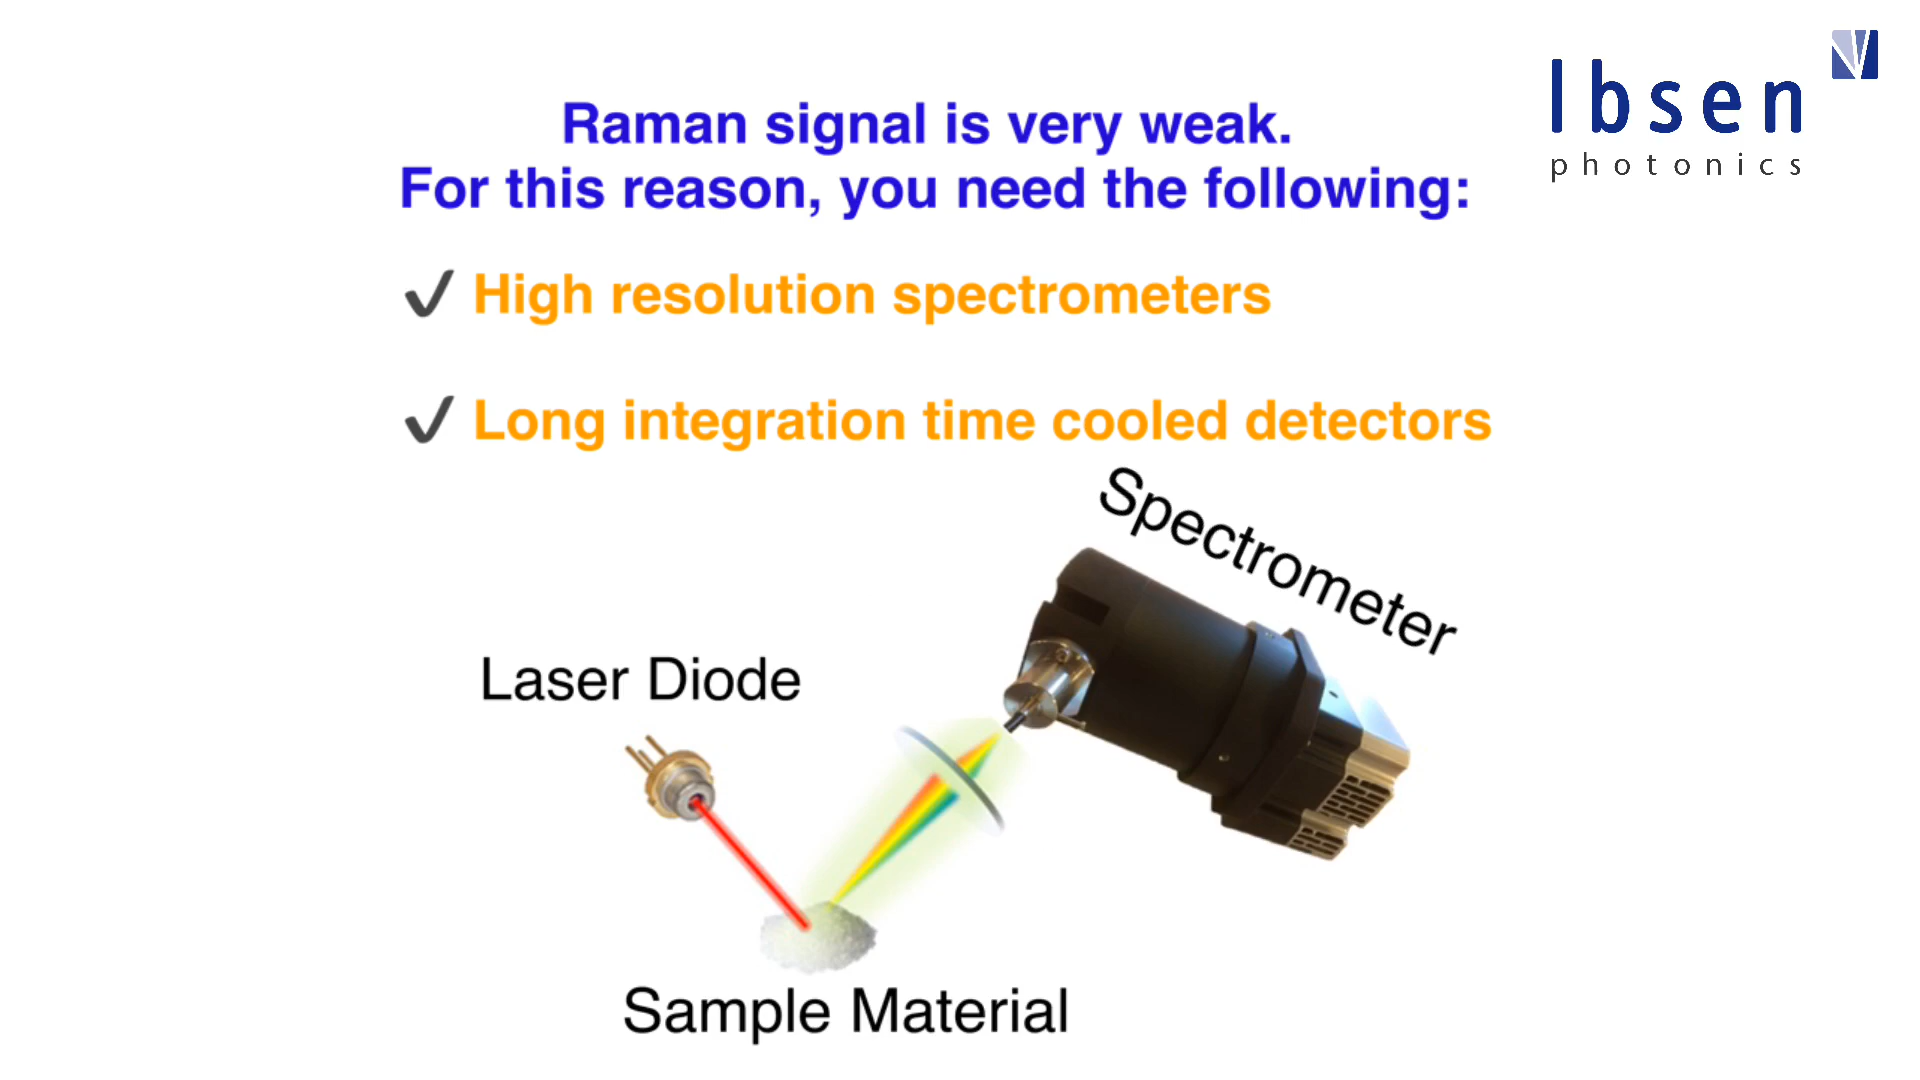 Ibsen
photonics
Raman signal is very weak.
For this reason, you need the following:
✔ High resolution spectrometers
✔ Long integration time cooled detectors
Spectrometer
Laser Diode
Sample Material